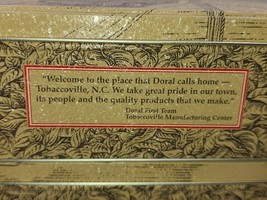 "Welcome to the place that Doral calls home —
Tobaccoville, N.C. We take great pride in our town,
its people and the quality products that we make."
Doral First Team
Tobaccoville Manufacturing Center